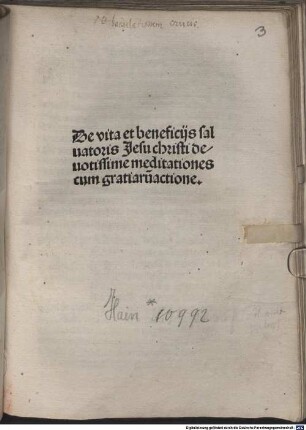 3
De vita et beneficijs sal
uatoris Jesu christi de-
uotissime meditationes
cum gratiarūactione.
Hain * 10992